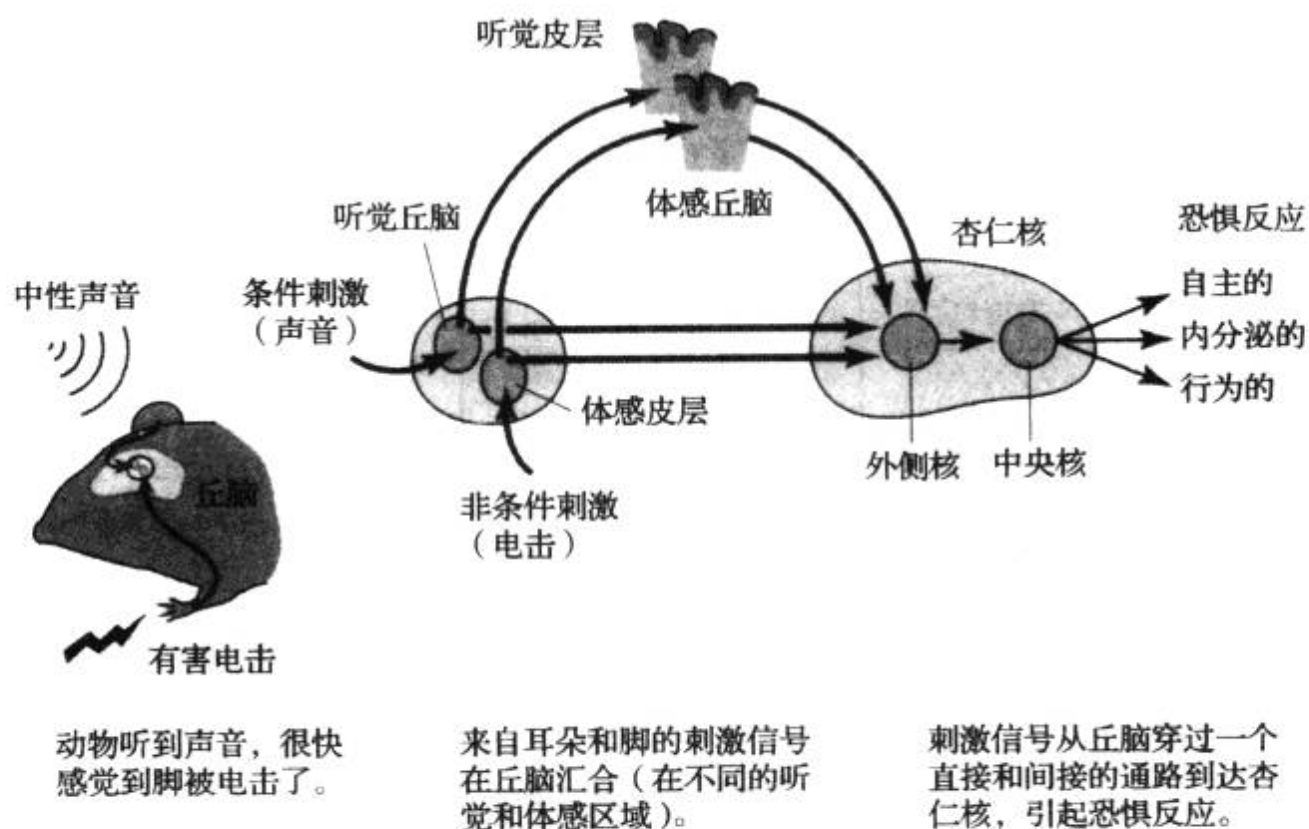 听觉皮层
体感丘脑
听觉丘脑
杏仁核
恐惧反应
中性声音
条件刺激
（声音）
自主的
内分泌的
行为的
体感皮层
外侧核
中央核
丘脑
非条件刺激
（电击）
有害电击
动物听到声音，很快
感觉到脚被电击了。
来自耳朵和脚的刺激信号
在丘脑汇合（在不同的听
觉和体感区域）。
刺激信号从丘脑穿过一个
直接和间接的通路到达杏
仁核，引起恐惧反应。